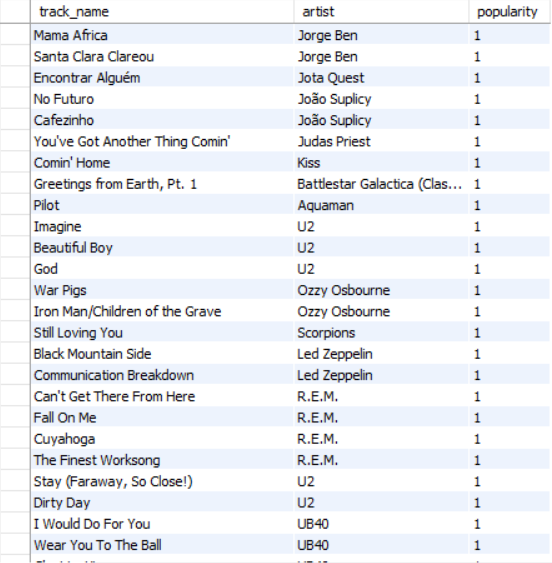 track_name artist popularity
Mama Africa Jorge Ben 1
Santa Clara Clareou Jorge Ben 1
Encontrar Alguém Jota Quest 1
No Futuro João Suplicy 1
Cafezinho João Suplicy 1
You've Got Another Thing Comin' Judas Priest 1
Comin' Home Kiss 1
Greetings from Earth, Pt. 1 Battlestar Galactica (Clas... 1
Pilot Aquaman 1
Imagine U2 1
Beautiful Boy U2 1
God U2 1
War Pigs Ozzy Osbourne 1
Iron Man/Children of the Grave Ozzy Osbourne 1
Still Loving You Scorpions 1
Black Mountain Side Led Zeppelin 1
Communication Breakdown Led Zeppelin 1
Can't Get There From Here R.E.M. 1
Fall On Me R.E.M. 1
Cuyahoga R.E.M. 1
The Finest Worksong R.E.M. 1
Stay (Faraway, So Close!) U2 1
Dirty Day U2 1
I Would Do For You UB40 1
Wear You To The Ball UB40 1